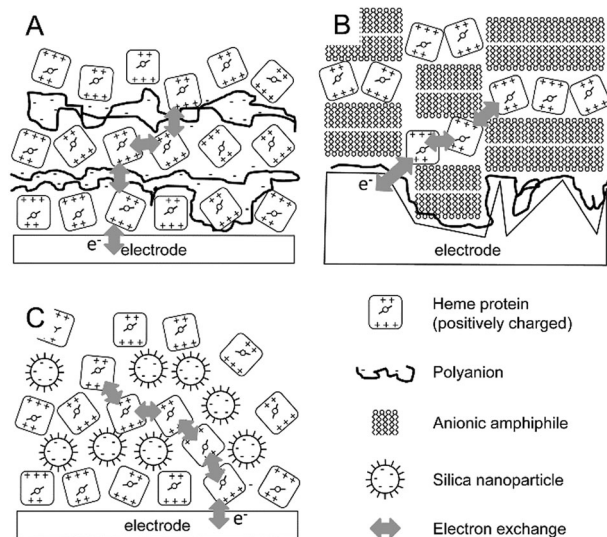 A
e-
electrode
B
e-
electrode
C
e-
electrode
Heme protein
(positively charged)
Polyanion
Anionic amphiphile
Silica nanoparticle
Electron exchange